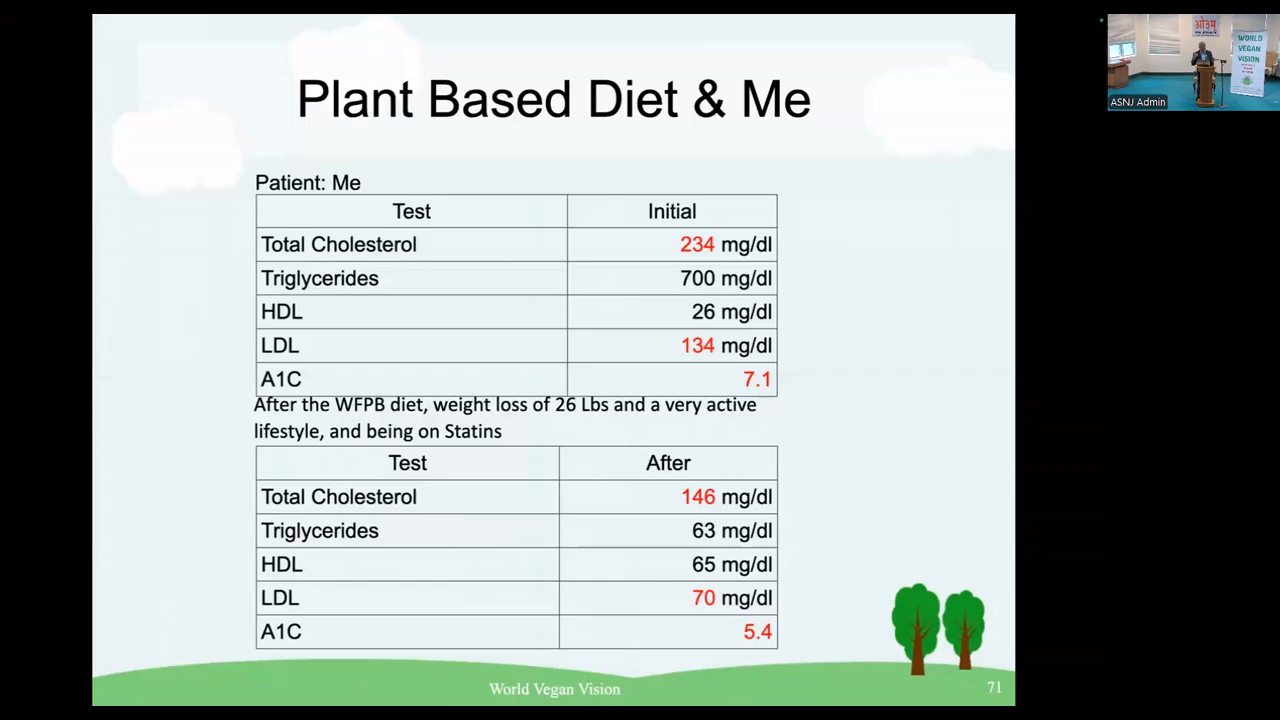 Plant Based Diet & Me
Patient: Me
Test Initial
Total Cholesterol 234 mg/dl
Triglycerides 700 mg/dl
HDL 26 mg/dl
LDL 134 mg/dl
A1C 7.1
After the WFPB diet, weight loss of 26 Lbs and a very active
lifestyle, and being on Statins
Test After
Total Cholesterol 146 mg/dl
Triglycerides 63 mg/dl
HDL 65 mg/dl
LDL 70 mg/dl
A1C 5.4
World Vegan Vision 71
ओ३म्
WORLD
VEGAN
VISION
ASNJ Admin